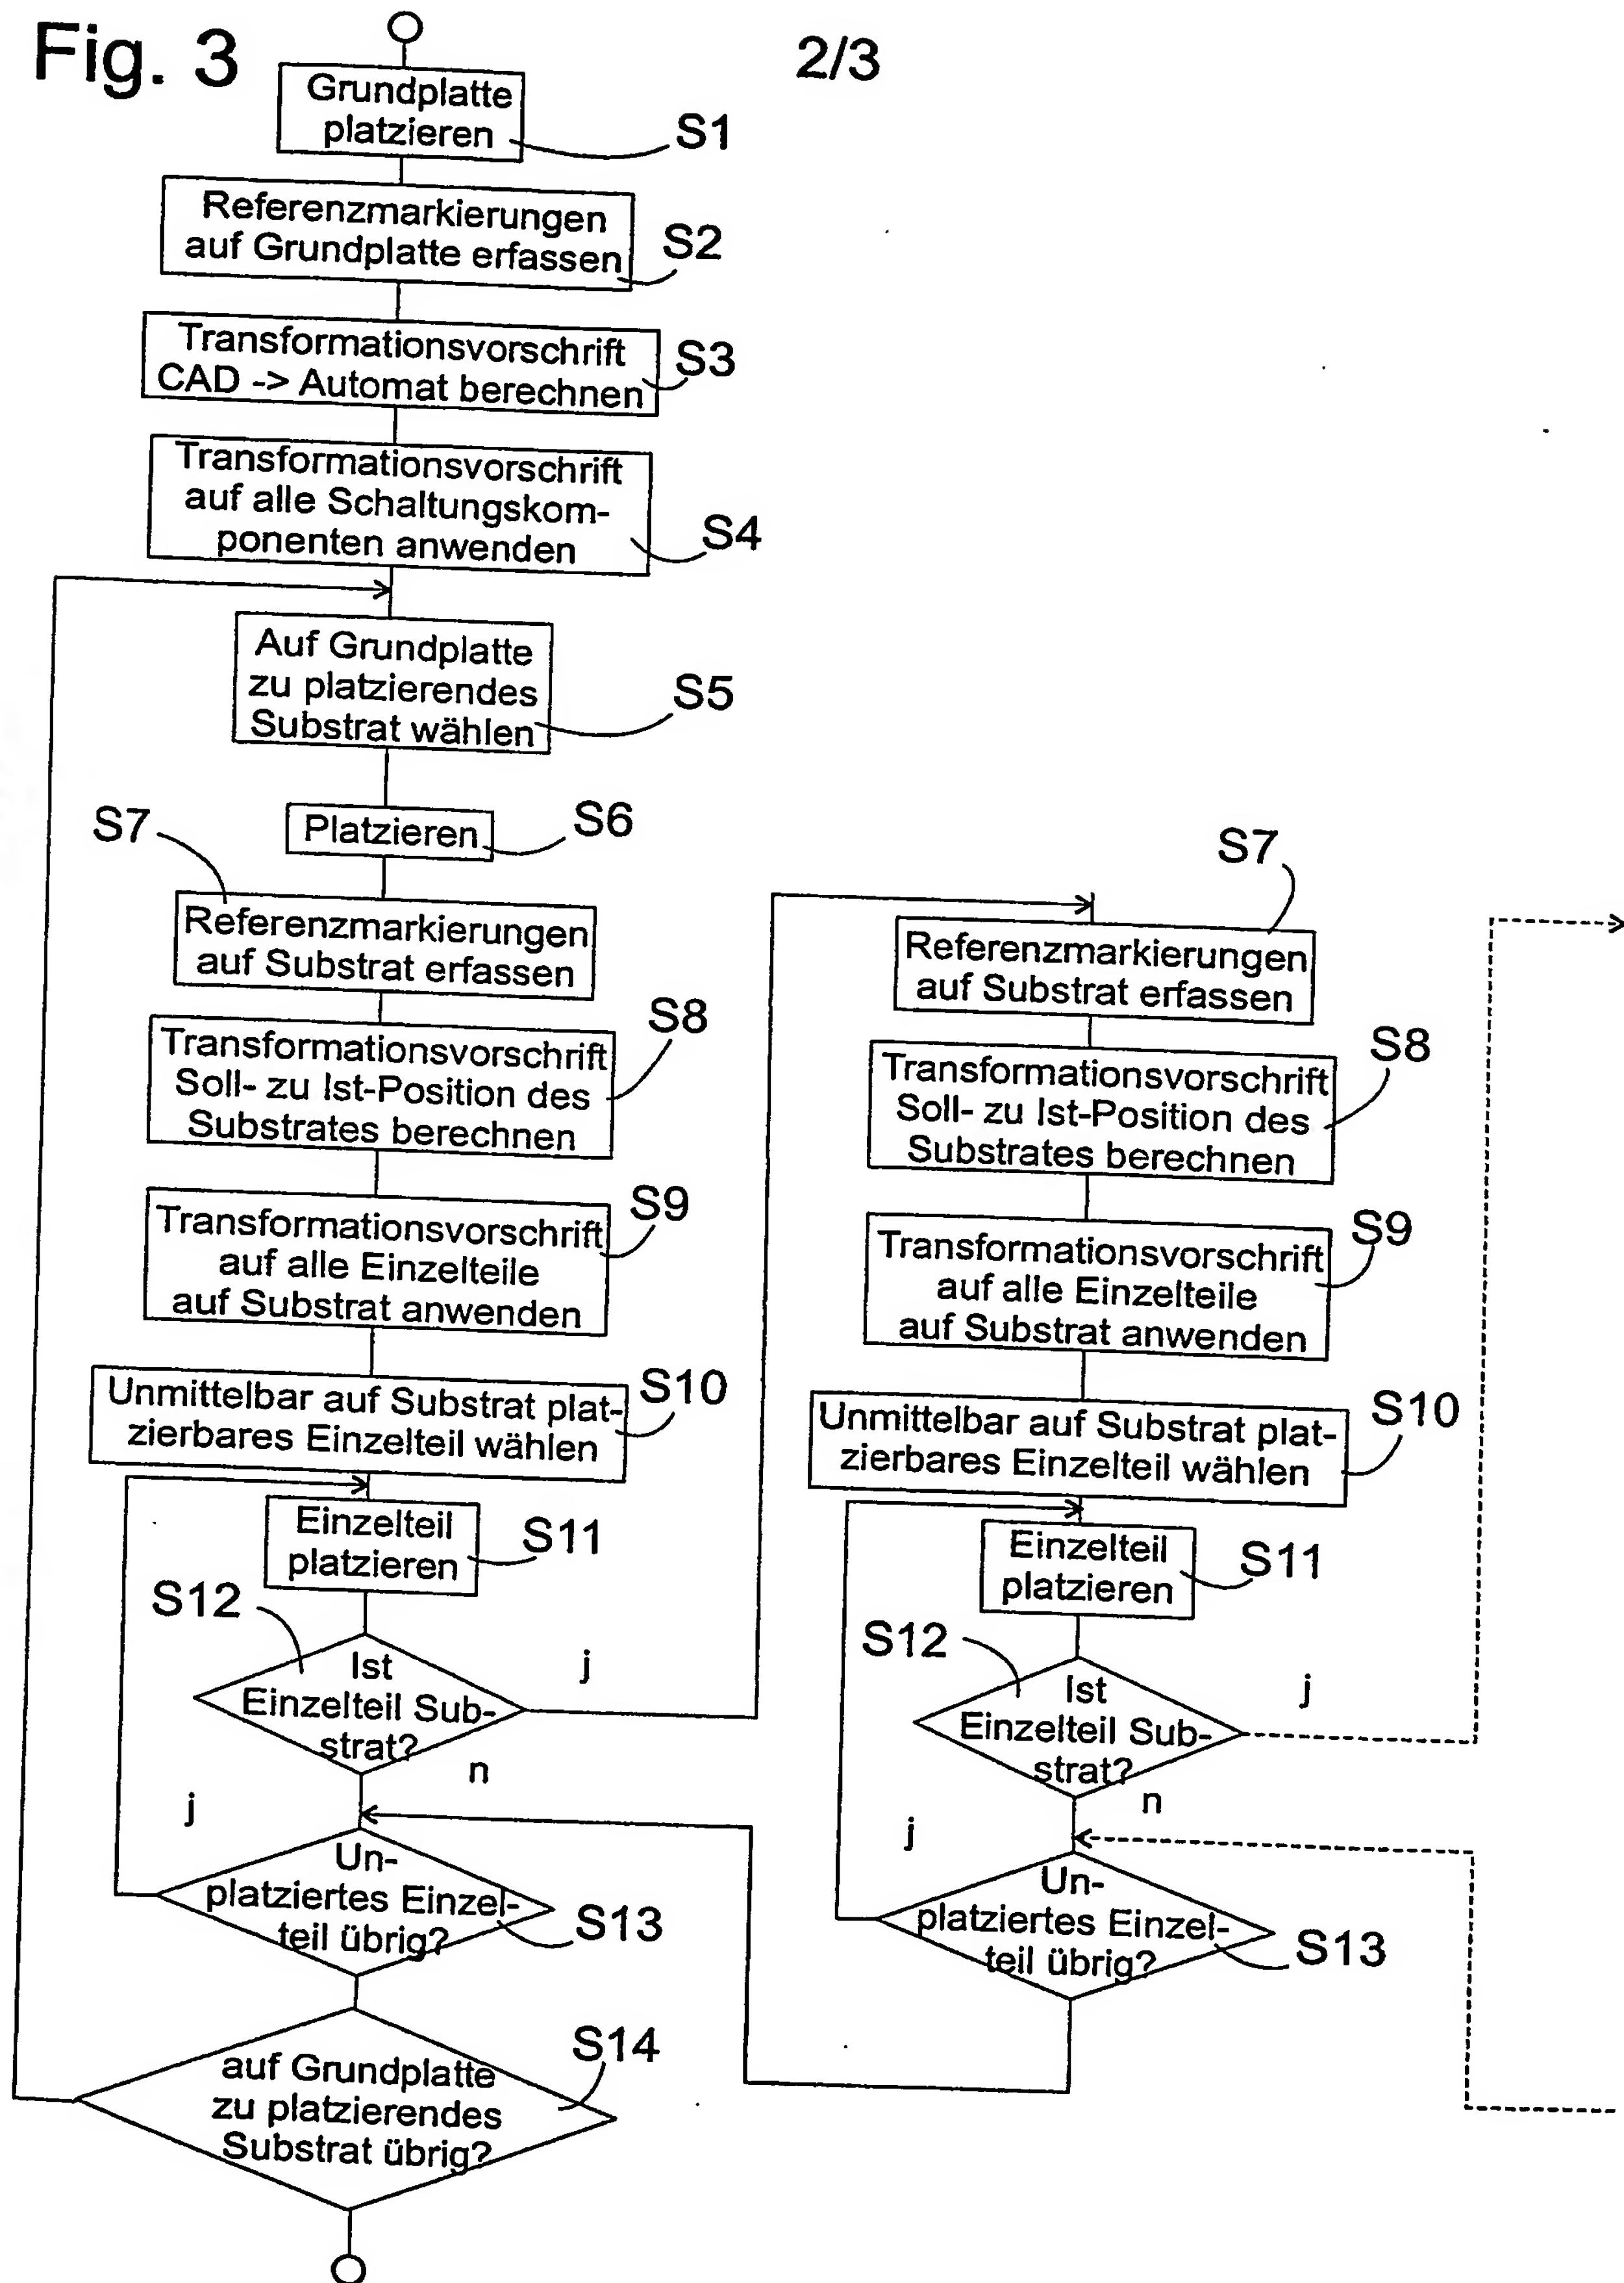 Fig. 3
2/3
Grundplatte
platzieren
S1
Referenzmarkierungen
auf Grundplatte erfassen
S2
Transformationsvorschrift
CAD -> Automat berechnen
S3
Transformationsvorschrift
auf alle Schaltungskom-
ponenten anwenden
S4
Auf Grundplatte
zu platzierendes
Substrat wählen
S5
Platzieren
S6
S7
Referenzmarkierungen
auf Substrat erfassen
S8
Transformationsvorschrift
Soll- zu Ist-Position des
Substrates berechnen
S9
Transformationsvorschrift
auf alle Einzelteile
auf Substrat anwenden
Unmittelbar auf Substrat plat-
zierbares Einzelteil wählen
S10
Einzelteil
platzieren
S11
S12
Ist
Einzelteil Sub-
strat?
j
n
j
Un-
platziertes Einzel-
teil übrig?
S13
auf Grundplatte
zu platzierendes
Substrat übrig?
S14
S7
Referenzmarkierungen
auf Substrat erfassen
S8
Transformationsvorschrift
Soll- zu Ist-Position des
Substrates berechnen
S9
Transformationsvorschrift
auf alle Einzelteile
auf Substrat anwenden
S10
Unmittelbar auf Substrat plat-
zierbares Einzelteil wählen
Einzelteil
platzieren
S11
S12
Ist
Einzelteil Sub-
strat?
j
n
j
Un-
platziertes Einzel-
teil übrig?
S13